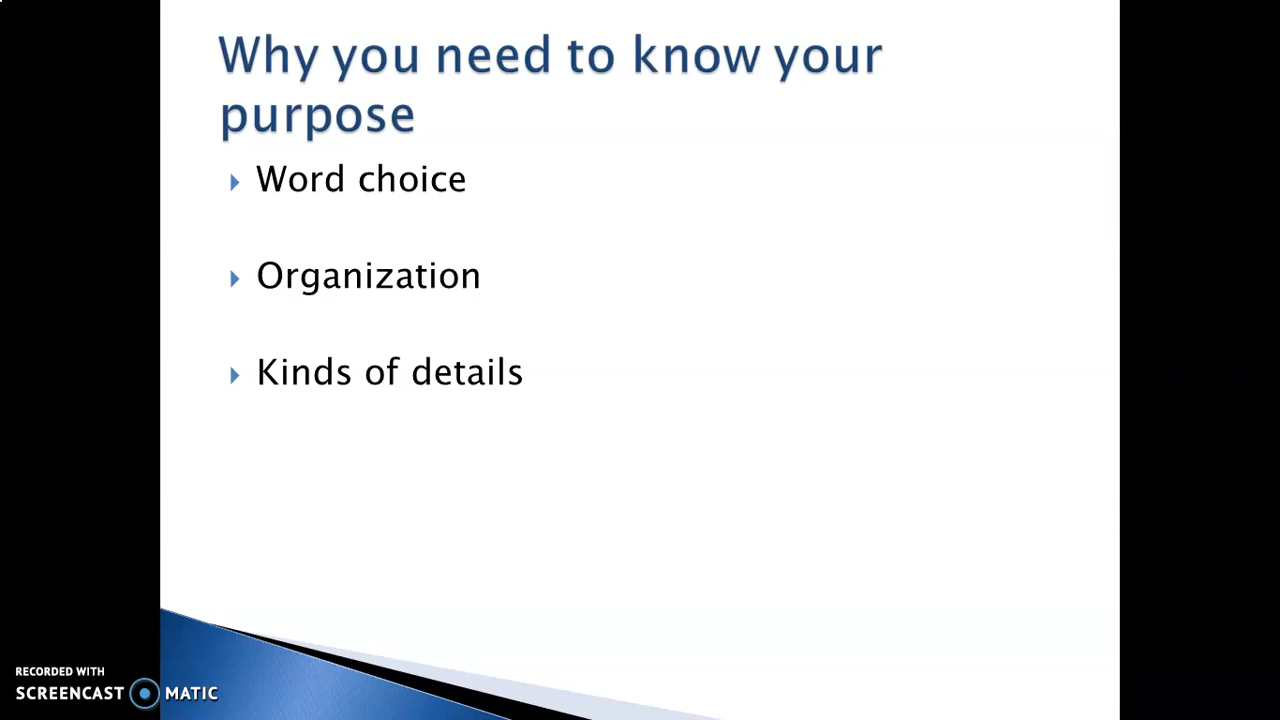 Why you need to know your
purpose
Word choice
Organization
Kinds of details
RECORDED WITH
SCREENCAST MATIC